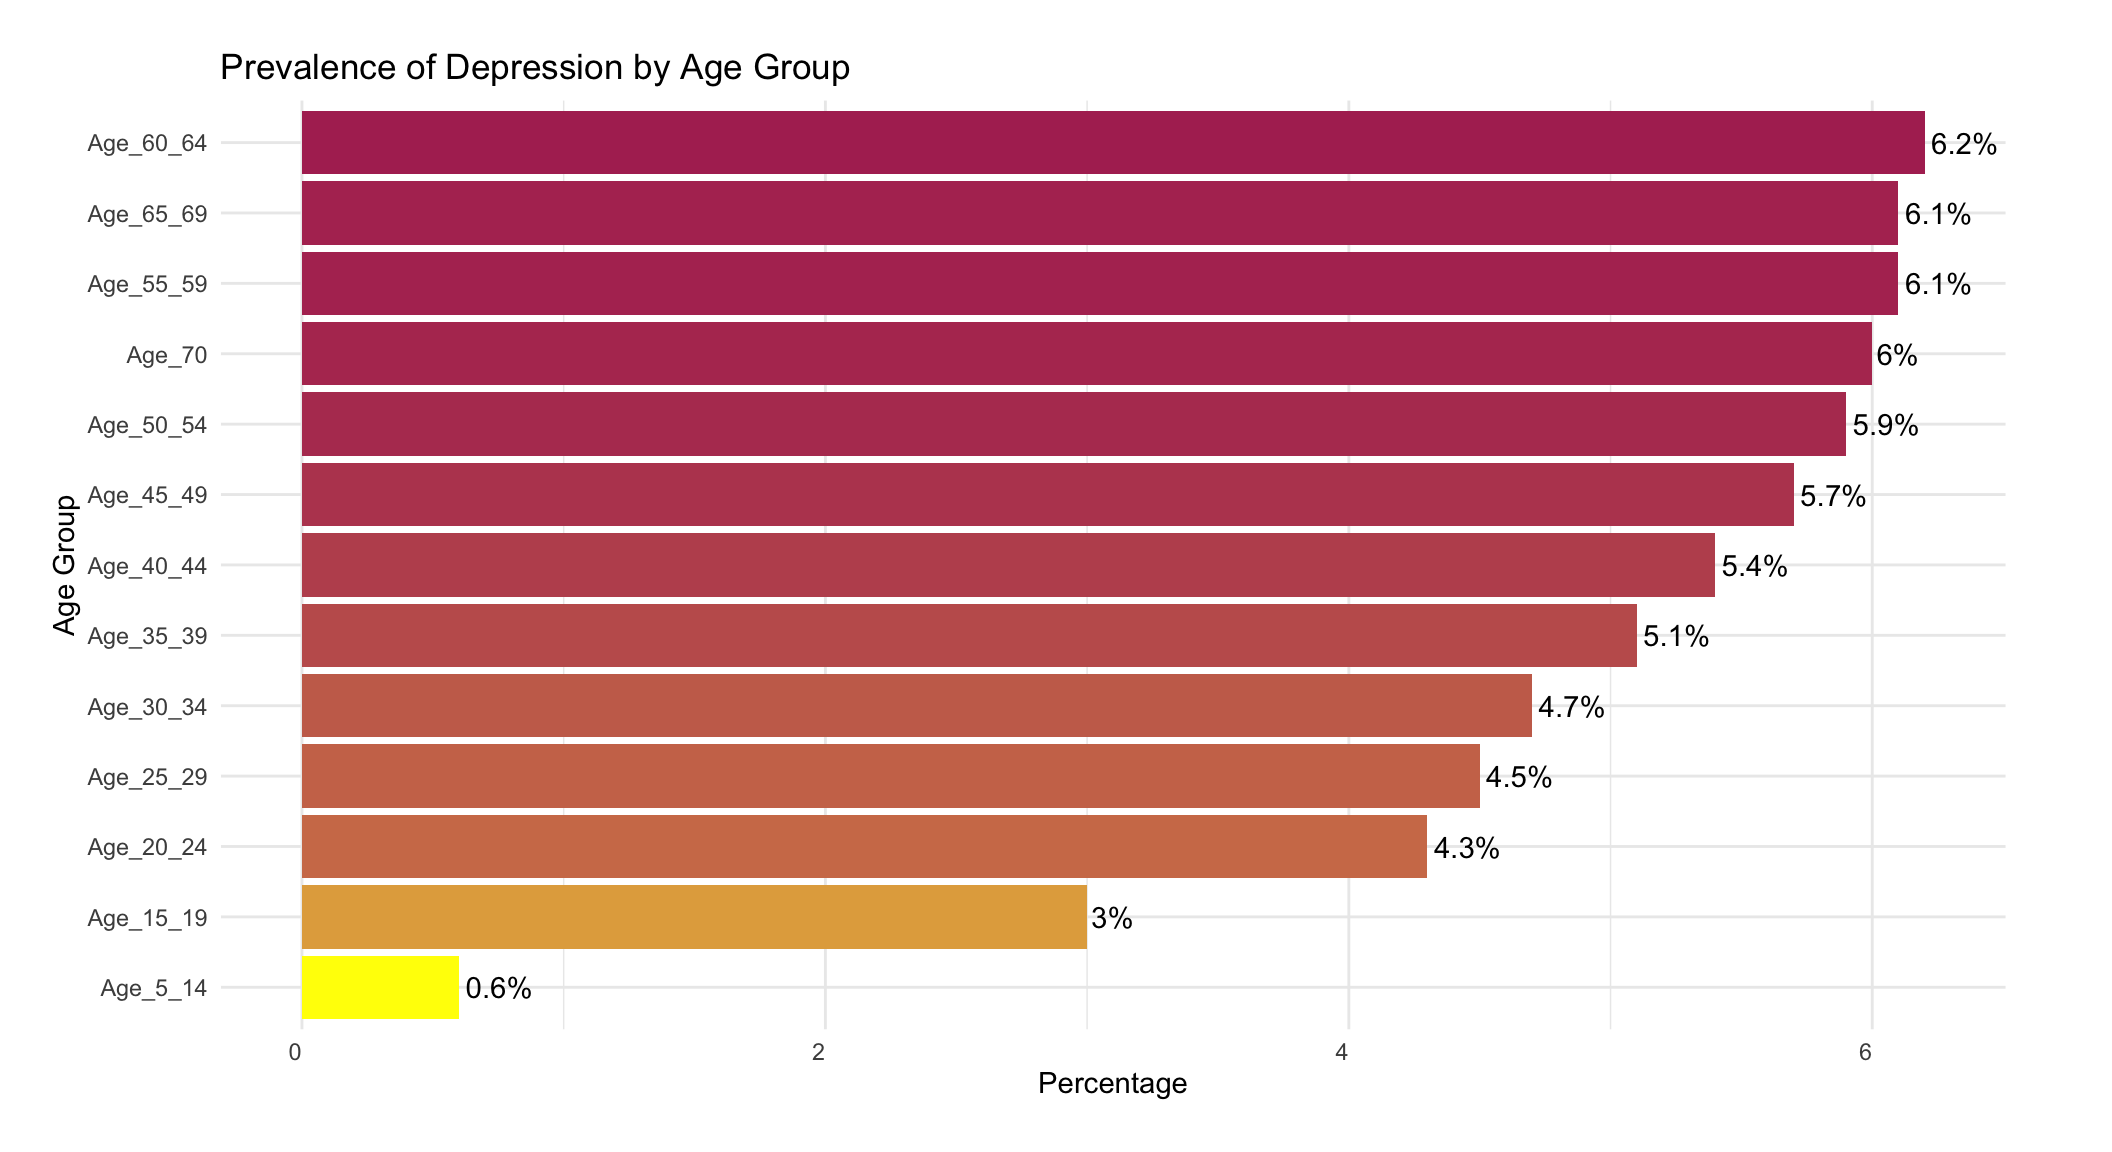 Prevalence of Depression by Age Group
Age_60_64 6.2%
Age_65_69 6.1%
Age_55_59 6.1%
Age_70 6%
Age_50_54 5.9%
Age_45_49 5.7%
Age_40_44 5.4%
Age_35_39 5.1%
Age_30_34 4.7%
Age_25_29 4.5%
Age_20_24 4.3%
Age_15_19 3%
Age_5_14 0.6%
Age Group
0 2 4 6
Percentage